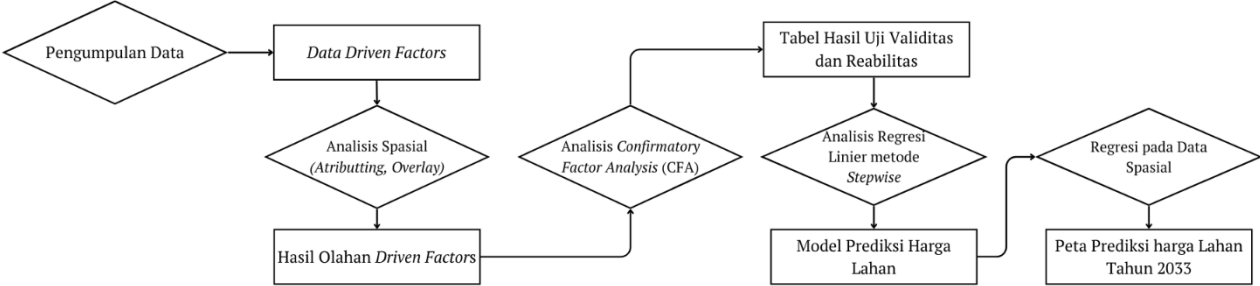 Pengumpulan Data
Data Driven Factors
Analisis Spasial
(Atributting, Overlay)
Hasil Olahan Driven Factors
Analisis Confirmatory
Factor Analysis (CFA)
Tabel Hasil Uji Validitas
dan Reabilitas
Analisis Regresi
Linier metode
Stepwise
Model Prediksi Harga
Lahan
Regresi pada Data
Spasial
Peta Prediksi harga Lahan
Tahun 2033